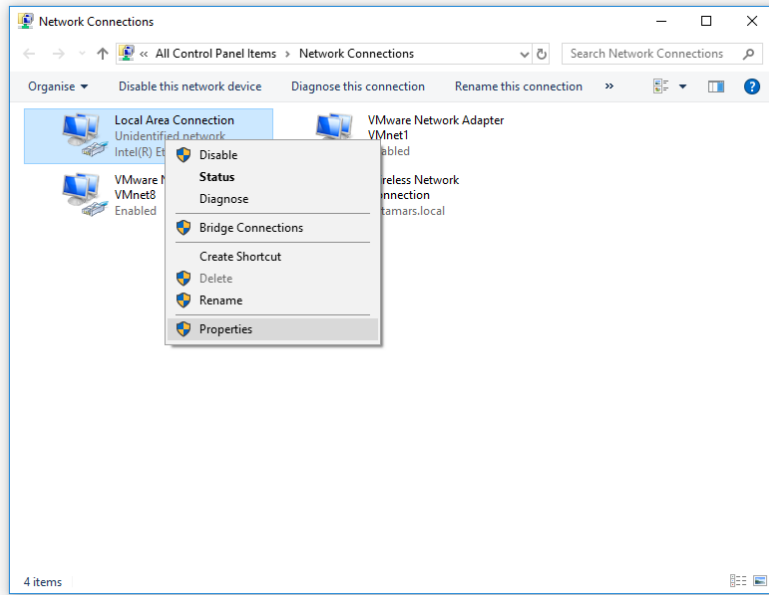 Network Connections
« All Control Panel Items > Network Connections
Search Network Connections
Organise
Disable this network device
Diagnose this connection
Rename this connection
»
Local Area Connection
Unidentified network
Intel(R) Et
VMware Network Adapter
VMnet1
abled
VMware N
VMnet8
Enabled
reless Network
onnection
tamars.local
Disable
Status
Diagnose
Bridge Connections
Create Shortcut
Delete
Rename
Properties
4 items